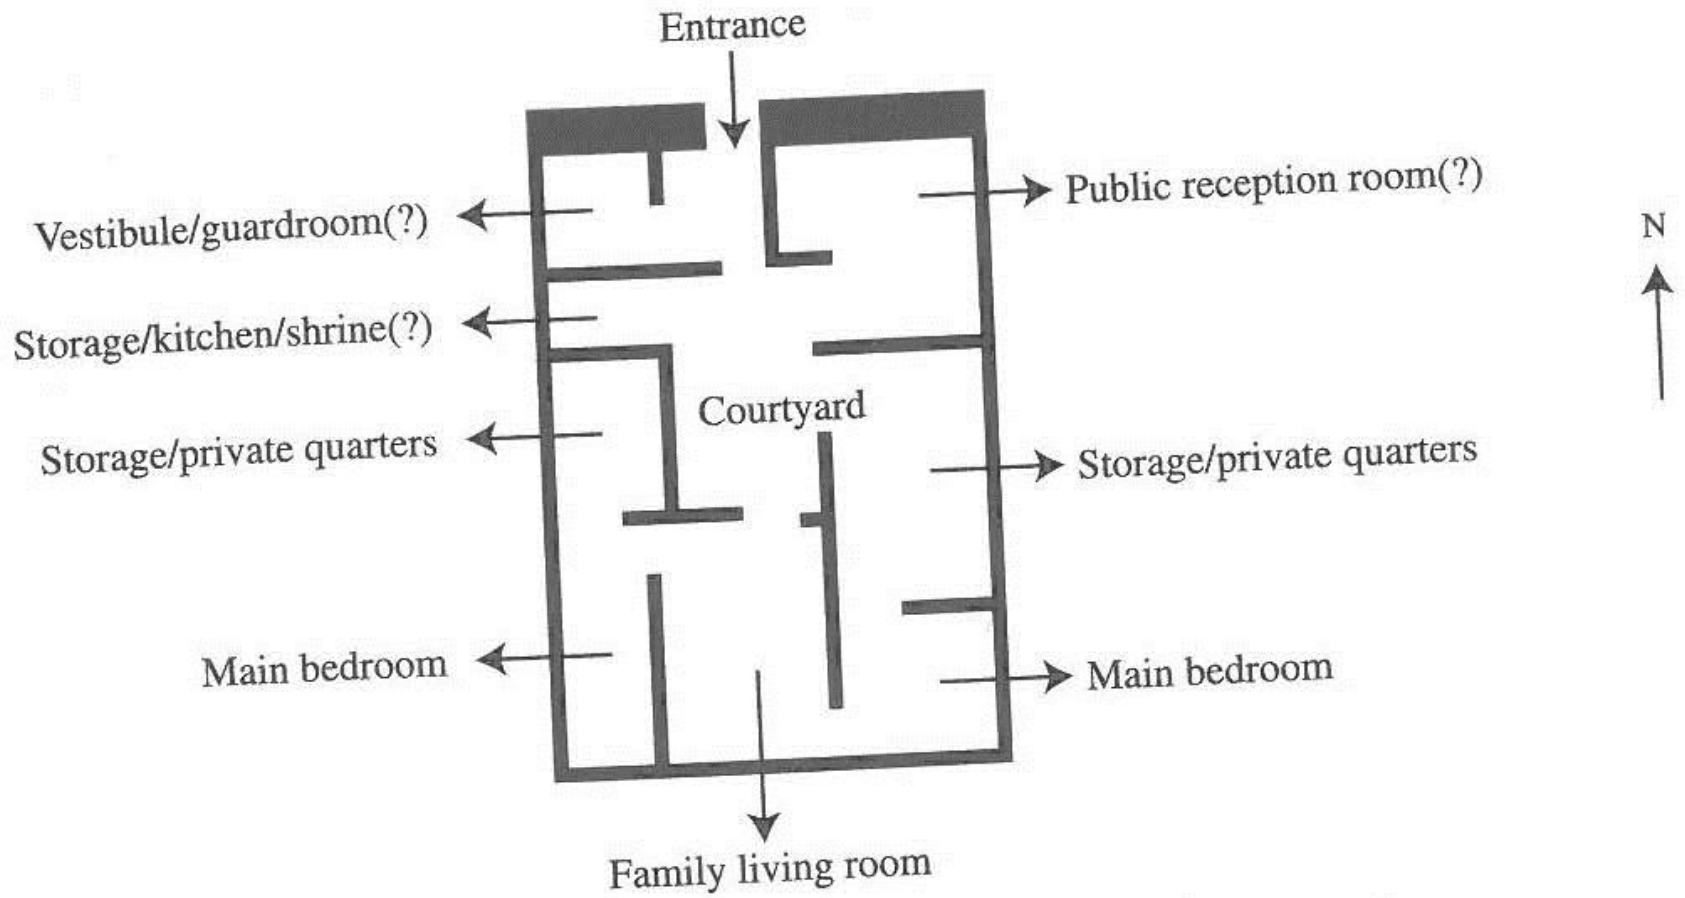 Entrance
Public reception room(?)
N
Vestibule/guardroom(?)
Storage/kitchen/shrine(?)
Courtyard
Storage/private quarters
Storage/private quarters
Main bedroom
Main bedroom
Family living room